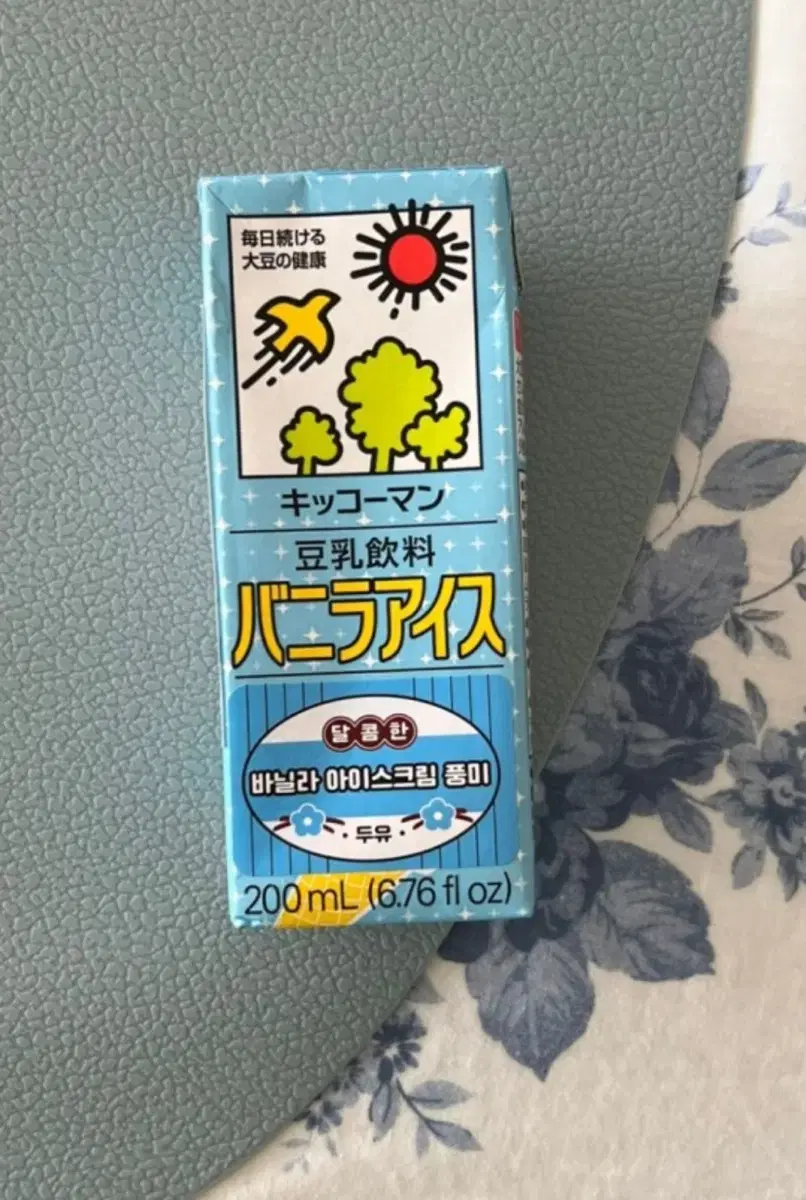 毎日続ける
大豆の健康
キッコーマン
豆乳飲料
バニラアイス
달콤한
바닐라 아이스크림 풍미
·두유·
200mL (6.76 fl oz)